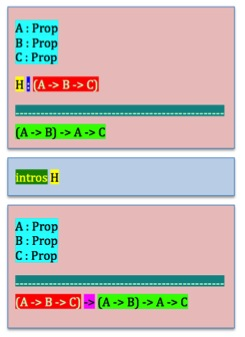 A : Prop
B : Prop
C : Prop
H : (A -> B -> C)
(A -> B) -> A -> C
intros H
A : Prop
B : Prop
C : Prop
(A -> B -> C) -> (A -> B) -> A -> C